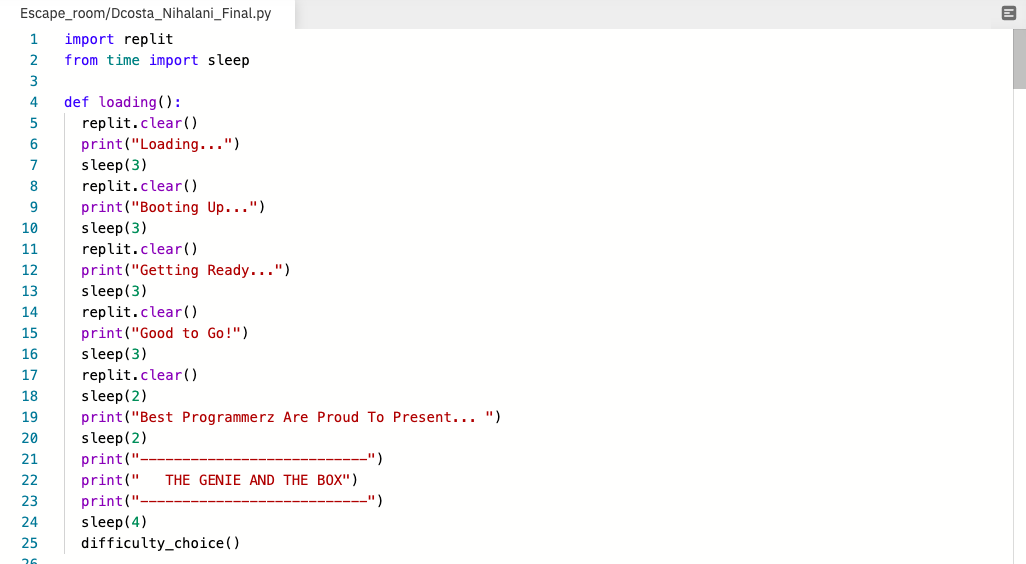 Escape_room/Dcosta_Nihalani_Final.py
1 import replit
2 from time import sleep
3
4 def loading():
5   replit.clear()
6   print("Loading...")
7   sleep(3)
8   replit.clear()
9   print("Booting Up...")
10   sleep(3)
11   replit.clear()
12   print("Getting Ready...")
13   sleep(3)
14   replit.clear()
15   print("Good to Go!")
16   sleep(3)
17   replit.clear()
18   sleep(2)
19   print("Best Programmerz Are Proud To Present... ")
20   sleep(2)
21   print("---------------------------")
22   print("   THE GENIE AND THE BOX")
23   print("---------------------------")
24   sleep(4)
25   difficulty_choice()
26